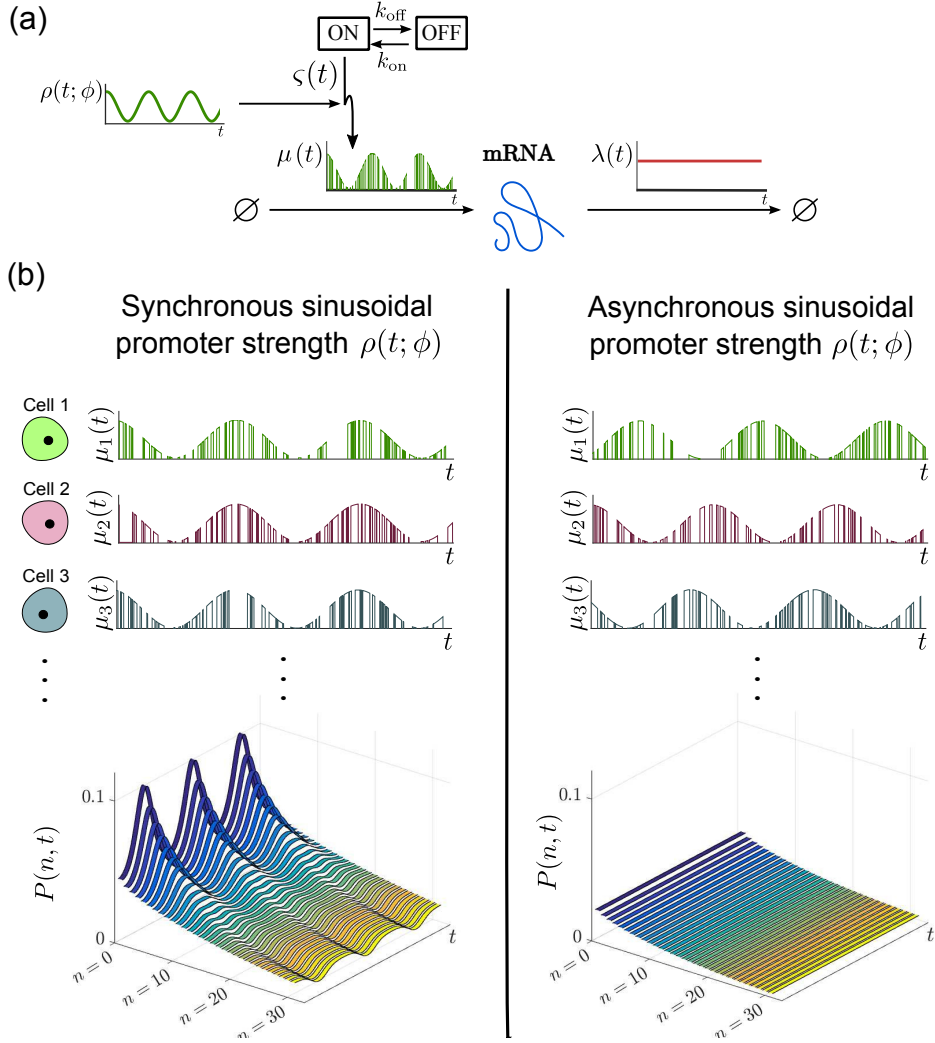 (a)
ON
k_off
k_on
OFF
ς(t)
ρ(t; ϕ)
t
μ(t)
t
mRNA
λ(t)
t
∅
∅
(b)
Synchronous sinusoidal
promoter strength ρ(t; ϕ)
Asynchronous sinusoidal
promoter strength ρ(t; ϕ)
Cell 1
μ₁(t)
t
μ₁(t)
t
Cell 2
μ₂(t)
t
μ₂(t)
t
Cell 3
μ₃(t)
t
μ₃(t)
t
0.1
P(n, t)
0
n = 0
n = 10
n = 20
n = 30
t
0.1
P(n, t)
0
n = 0
n = 10
n = 20
n = 30
t